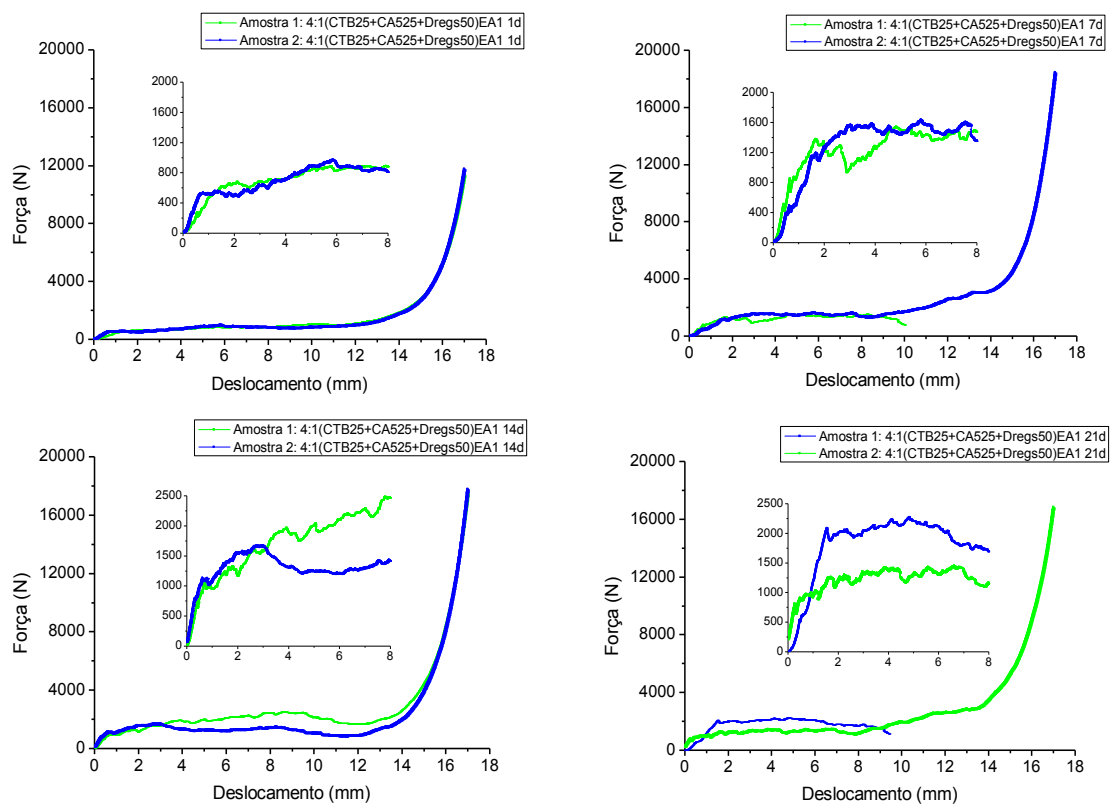 Amostra 1: 4:1(CTB25+CA525+Dregs50)EA1 1d
Amostra 2: 4:1(CTB25+CA525+Dregs50)EA1 1d
20000
16000
12000
8000
4000
0
Força (N)
2000
1600
1200
800
400
0
0 2 4 6 8
0 2 4 6 8 10 12 14 16 18
Deslocamento (mm)
Amostra 1: 4:1(CTB25+CA525+Dregs50)EA1 7d
Amostra 2: 4:1(CTB25+CA525+Dregs50)EA1 7d
20000
16000
12000
8000
4000
0
Força (N)
2000
1600
1200
800
400
0
0 2 4 6 8
0 2 4 6 8 10 12 14 16 18
Deslocamento (mm)
Amostra 1: 4:1(CTB25+CA525+Dregs50)EA1 14d
Amostra 2: 4:1(CTB25+CA525+Dregs50)EA1 14d
20000
16000
12000
8000
4000
0
Força (N)
2500
2000
1500
1000
500
0
0 2 4 6 8
0 2 4 6 8 10 12 14 16 18
Deslocamento (mm)
Amostra 1: 4:1(CTB25+CA525+Dregs50)EA1 21d
Amostra 2: 4:1(CTB25+CA525+Dregs50)EA1 21d
20000
16000
12000
8000
4000
0
Força (N)
2500
2000
1500
1000
500
0
0 2 4 6 8
0 2 4 6 8 10 12 14 16 18
Deslocamento (mm)